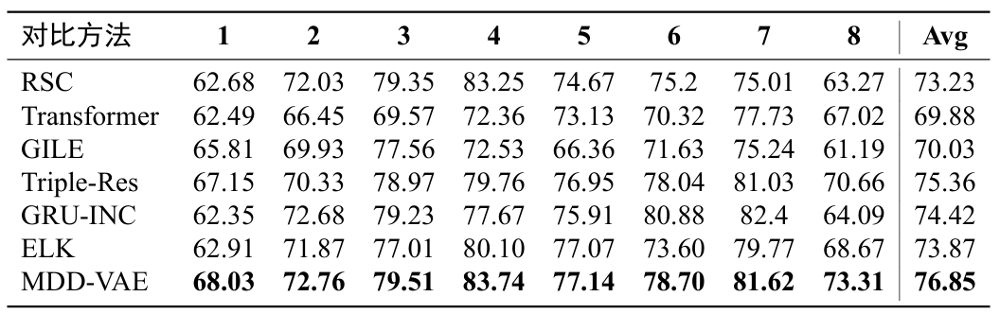 对比方法 1 2 3 4 5 6 7 8 Avg
RSC 62.68 72.03 79.35 83.25 74.67 75.2 75.01 63.27 73.23
Transformer 62.49 66.45 69.57 72.36 73.13 70.32 77.73 67.02 69.88
GILE 65.81 69.93 77.56 72.53 66.36 71.63 75.24 61.19 70.03
Triple-Res 67.15 70.33 78.97 79.76 76.95 78.04 81.03 70.66 75.36
GRU-INC 62.35 72.68 79.23 77.67 75.91 80.88 82.4 64.09 74.42
ELK 62.91 71.87 77.01 80.10 77.07 73.60 79.77 68.67 73.87
MDD-VAE 68.03 72.76 79.51 83.74 77.14 78.70 81.62 73.31 76.85